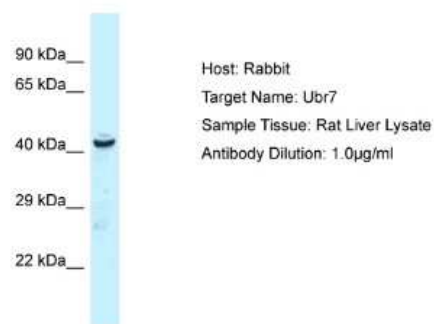 90 kDa
65 kDa
40 kDa
29 kDa
22 kDa
Host: Rabbit
Target Name: Ubr7
Sample Tissue: Rat Liver Lysate
Antibody Dilution: 1.0µg/ml